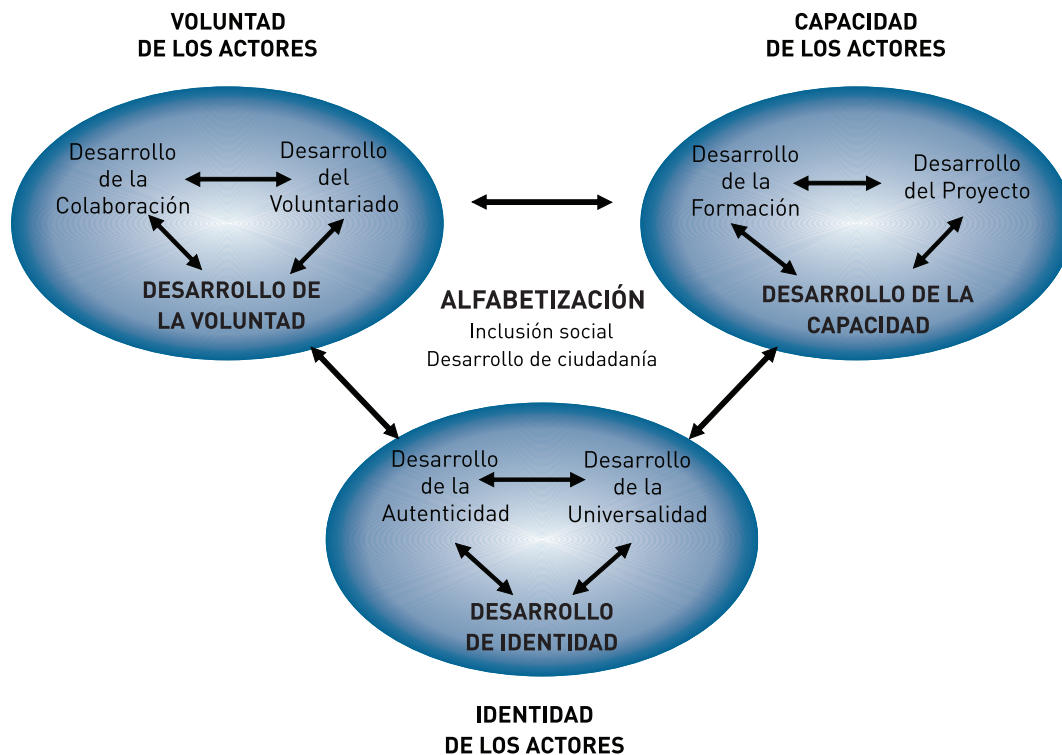 VOLUNTAD
DE LOS ACTORES
CAPACIDAD
DE LOS ACTORES
Desarrollo
de la
Colaboración
Desarrollo
del
Voluntariado
DESARROLLO DE
LA VOLUNTAD
Desarrollo
de la
Formación
Desarrollo
del Proyecto
DESARROLLO DE LA
CAPACIDAD
ALFABETIZACIÓN
Inclusión social
Desarrollo de ciudadanía
Desarrollo
de la
Autenticidad
Desarrollo
de la
Universalidad
DESARROLLO
DE IDENTIDAD
IDENTIDAD
DE LOS ACTORES